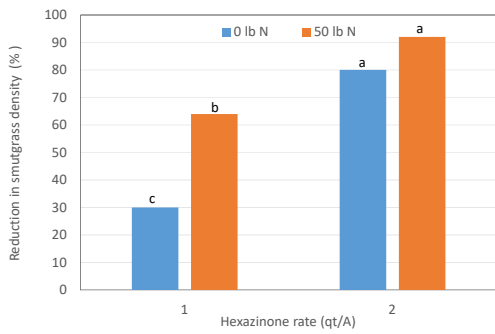 Reduction in smutgrass density (%)
100
90
80
70
60
50
40
30
20
10
0
0 lb N 50 lb N
c
b
a
a
1 2
Hexazinone rate (qt/A)